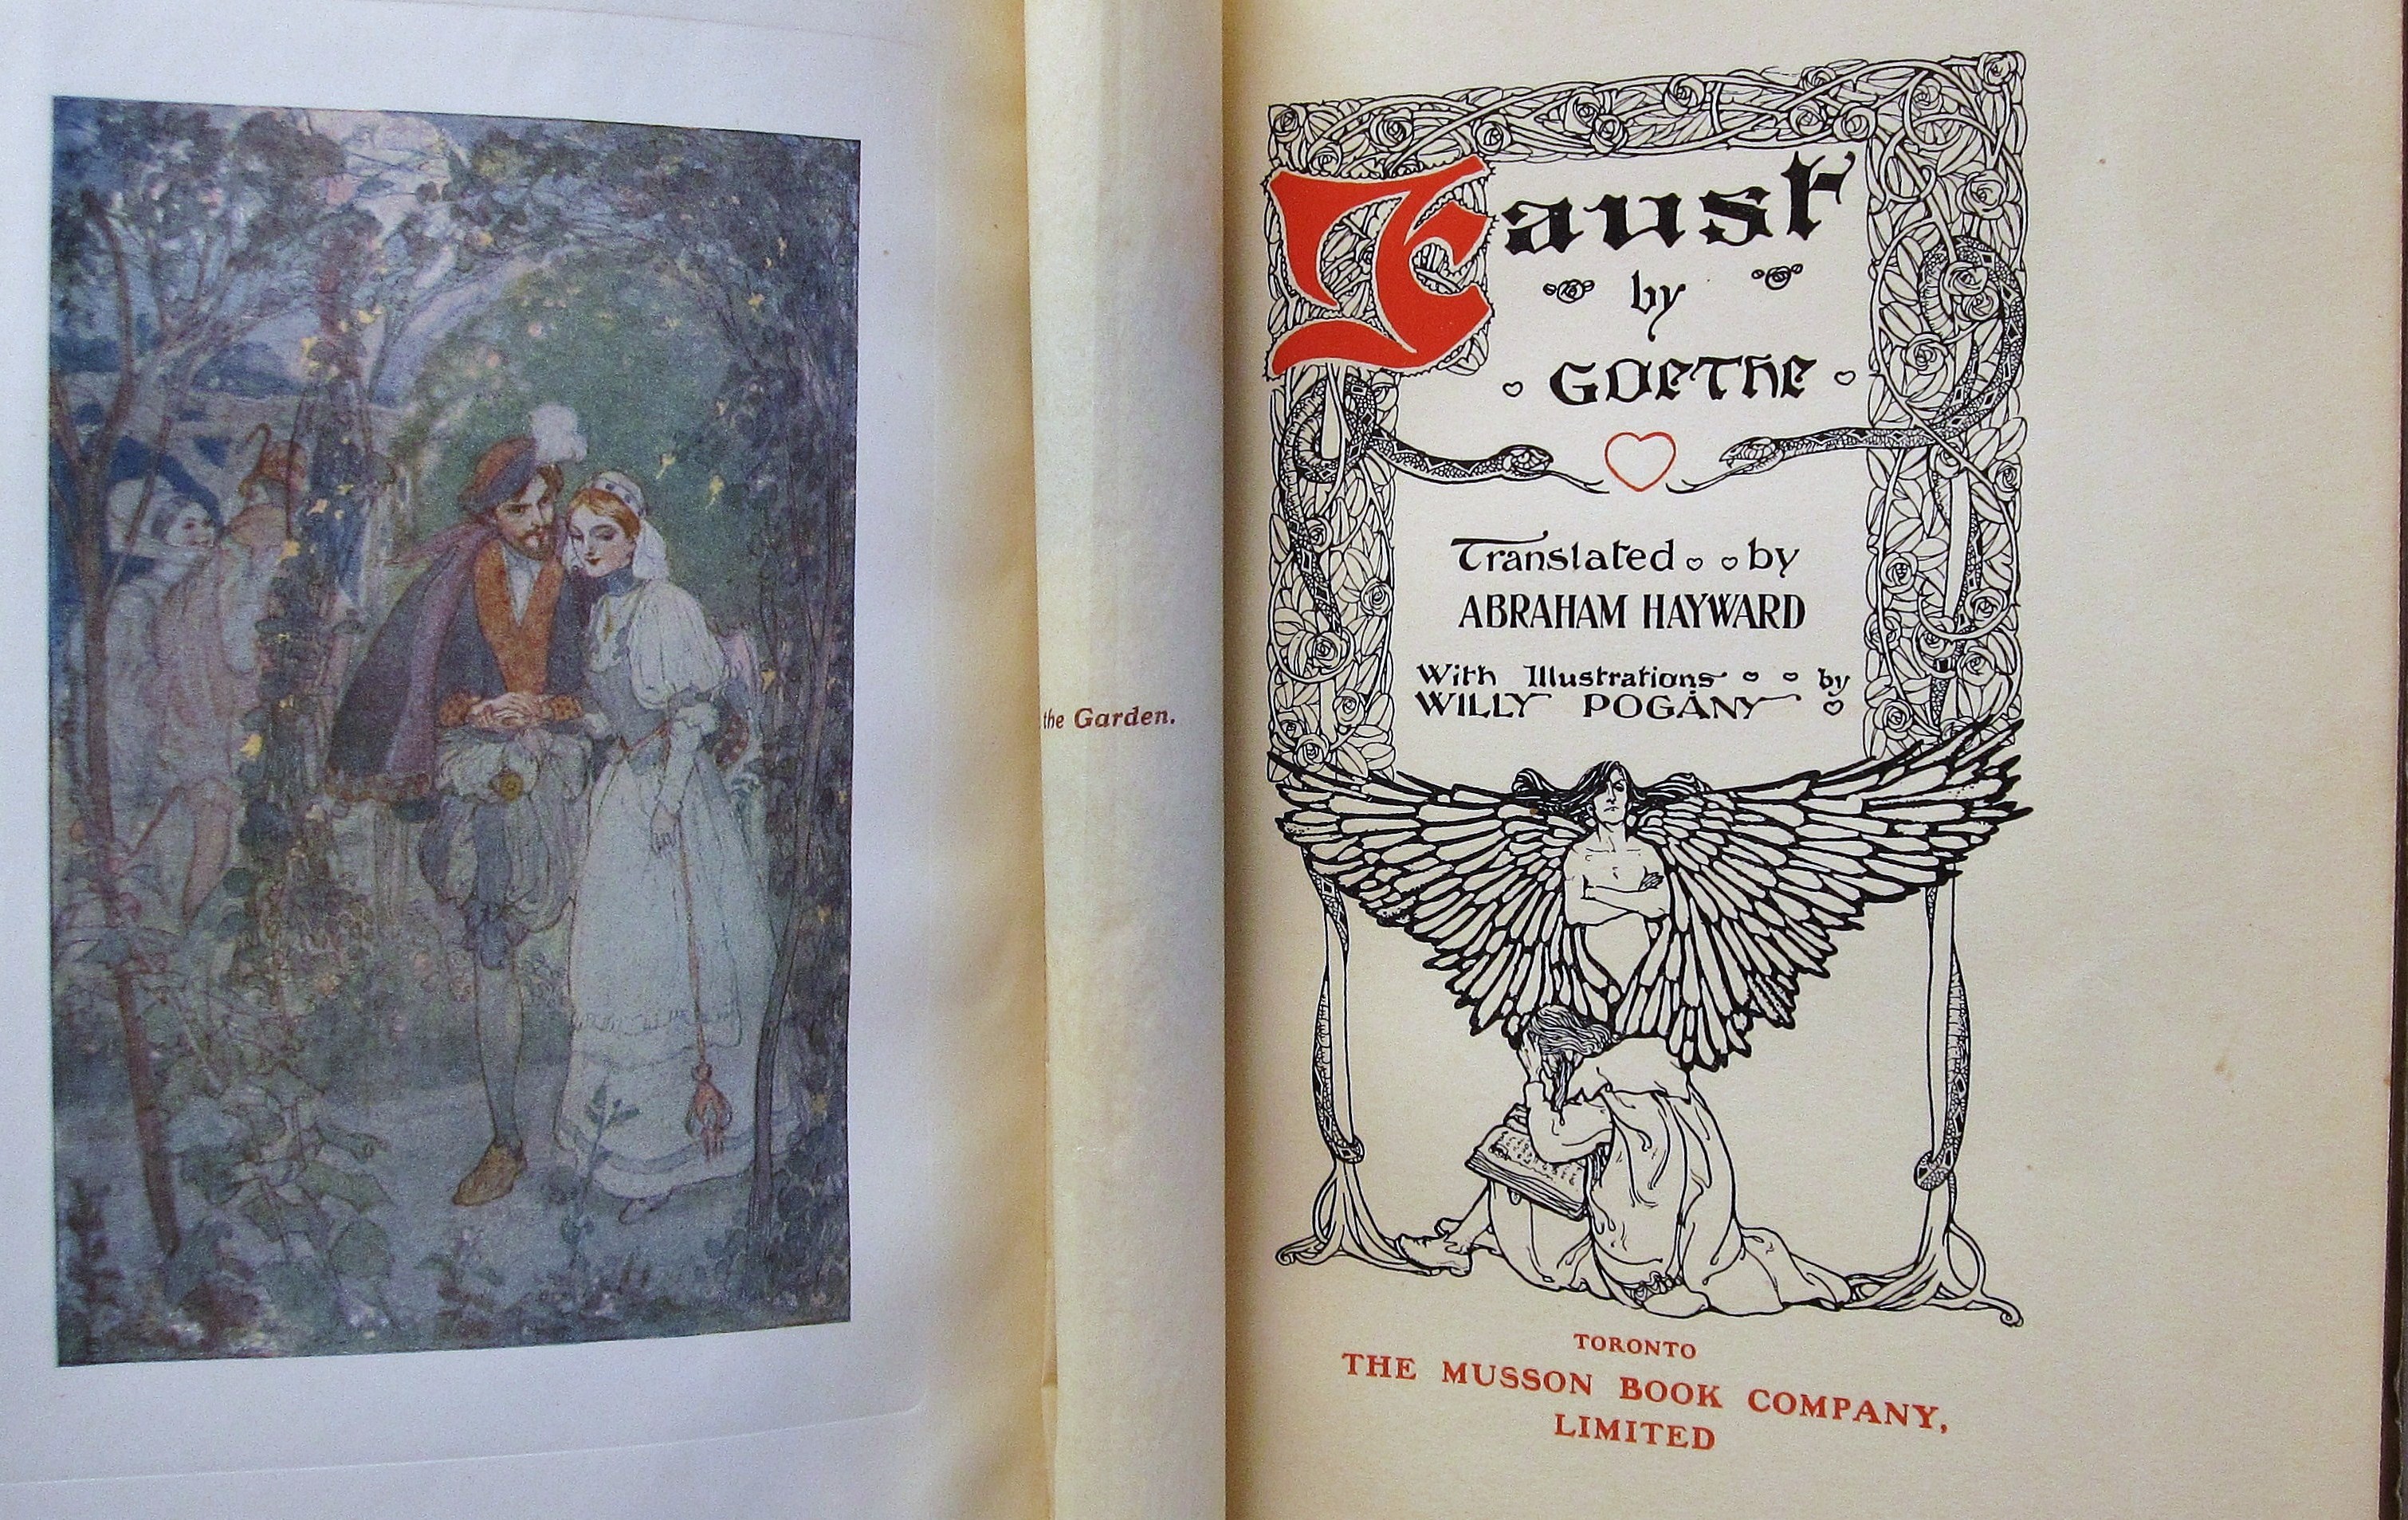 the Garden.
Faust
by
GOETHE
Translated by
ABRAHAM HAYWARD
With Illustrations by
WILLY POGÁNY
TORONTO
THE MUSSON BOOK COMPANY,
LIMITED